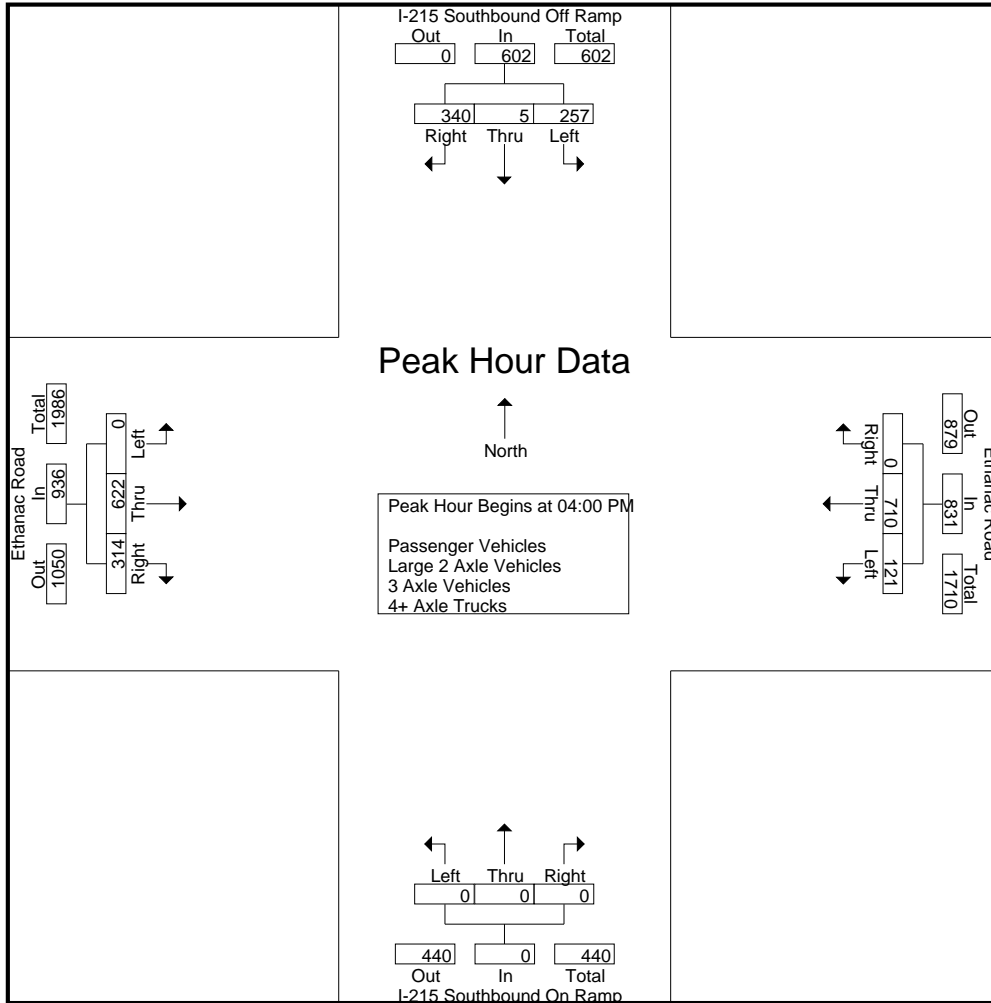 I-215 Southbound Off Ramp
Out In Total
0 602 602
340 5 257
Right Thru Left
Peak Hour Data
North
Peak Hour Begins at 04:00 PM
Passenger Vehicles
Large 2 Axle Vehicles
3 Axle Vehicles
4+ Axle Trucks
Ethanac Road
Out In Total
1050 936 1986
Right Thru Left
314 622 0
Ethanac Road
Out In Total
879 831 1710
Right Thru Left
0 710 121
Left Thru Right
0 0 0
440 0 440
Out In Total
I-215 Southbound On Ramp